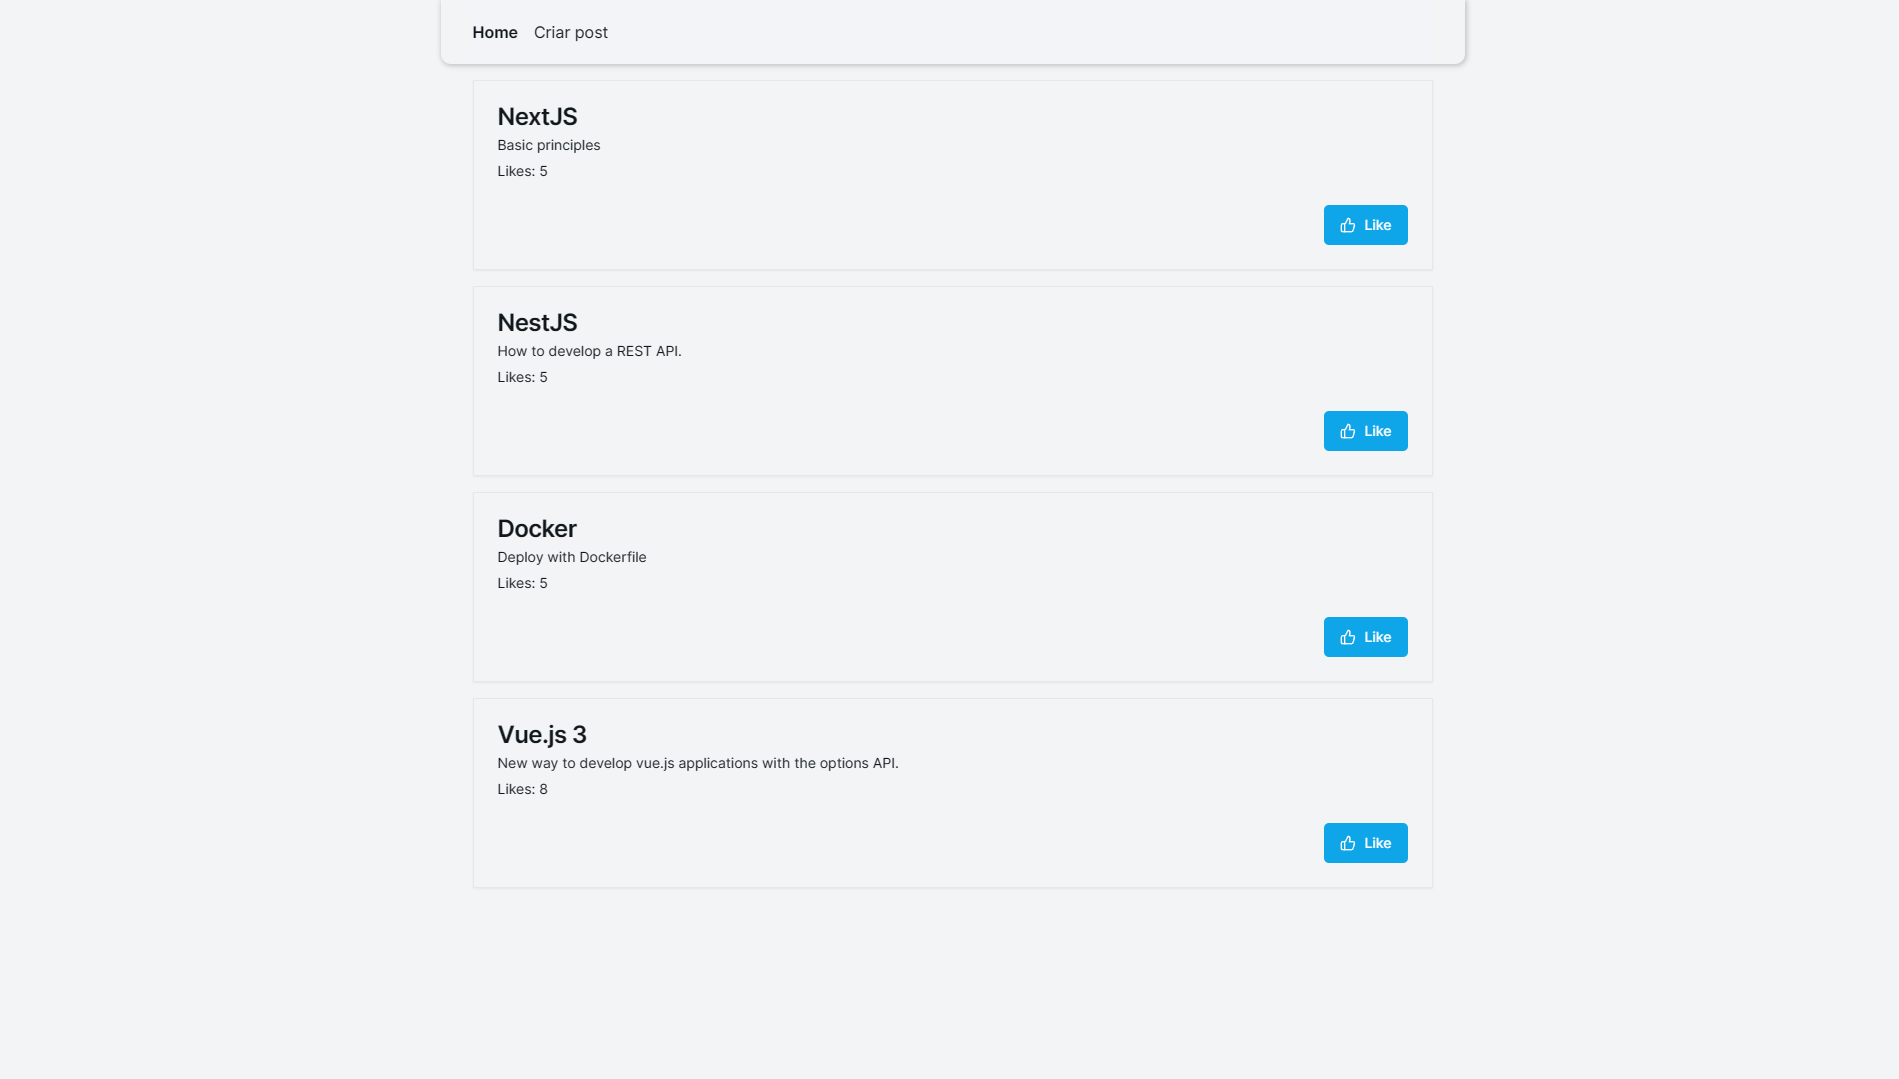 Home Criar post
NextJS
Basic principles
Likes: 5
Like
NestJS
How to develop a REST API.
Likes: 5
Like
Docker
Deploy with Dockerfile
Likes: 5
Like
Vue.js 3
New way to develop vue.js applications with the options API.
Likes: 8
Like